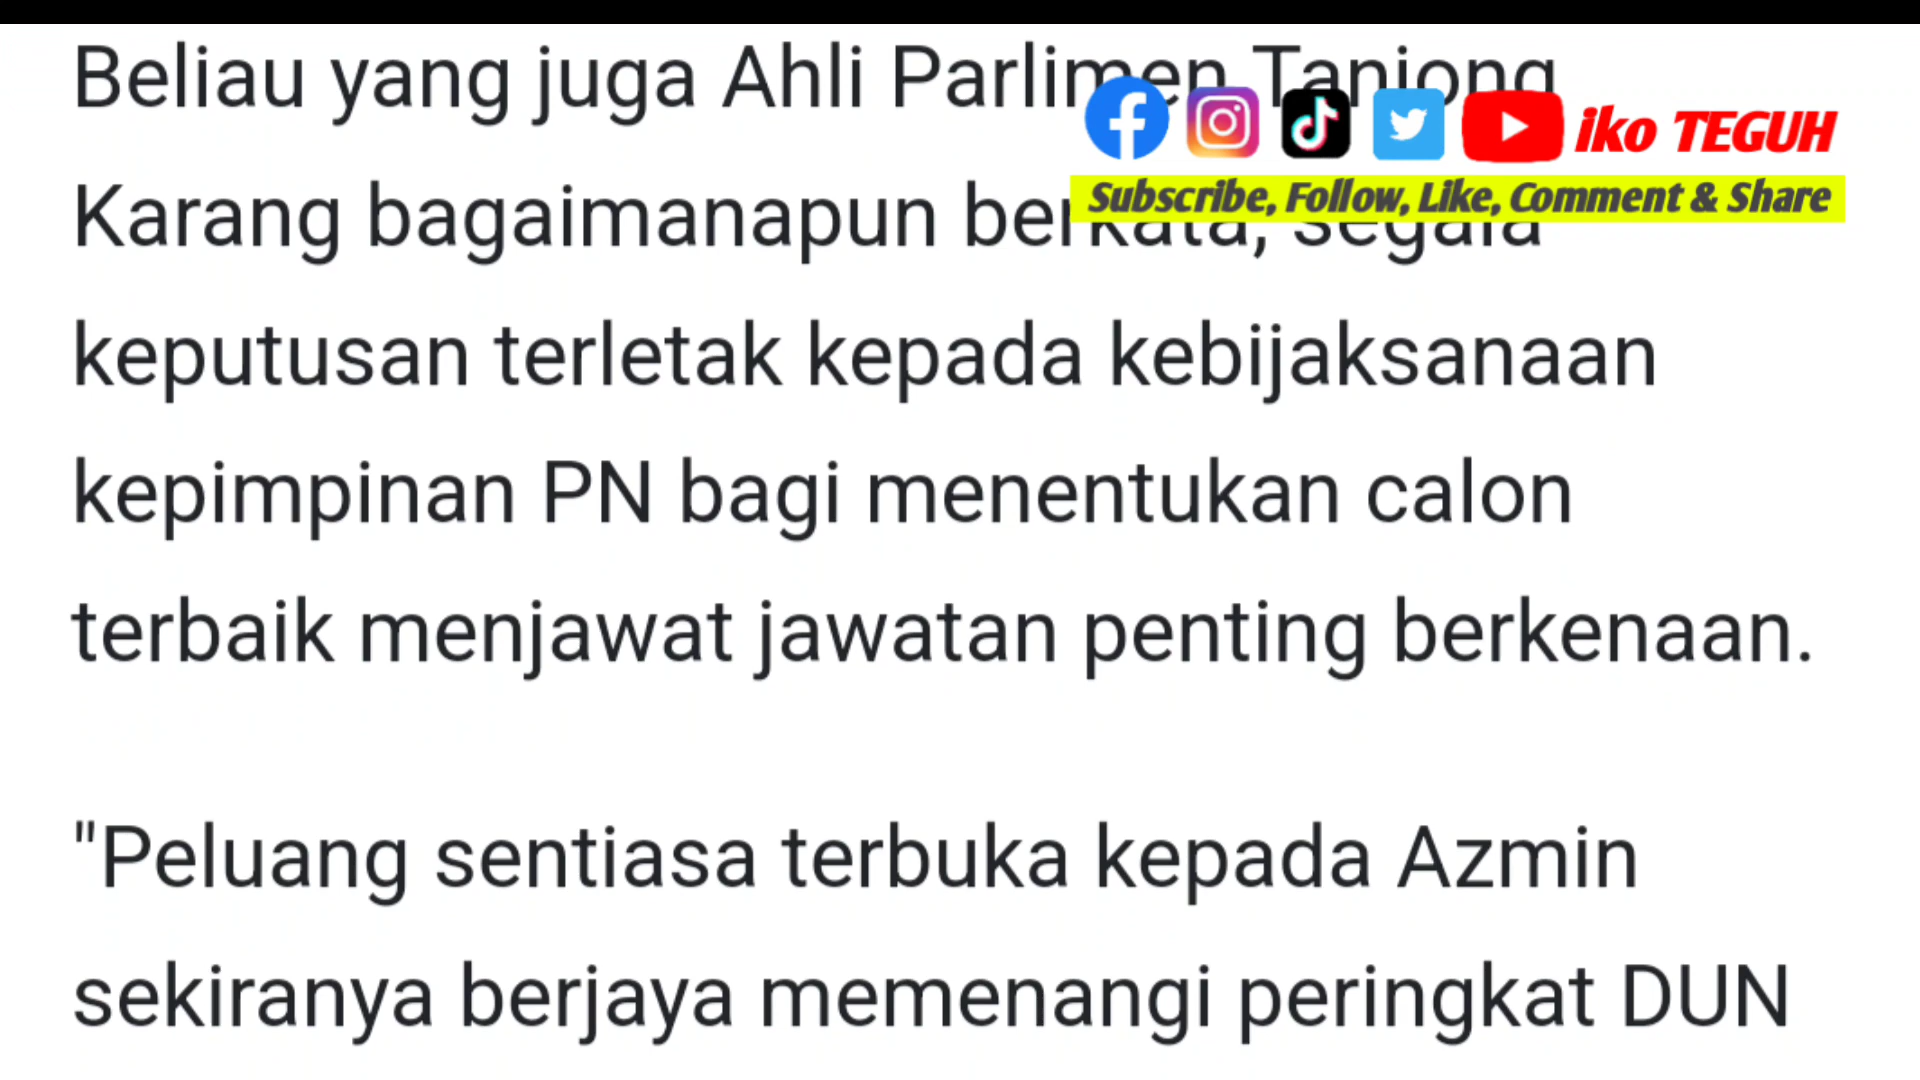 Beliau yang juga Ahli Parlimen Tanjong
iko TEGUH
Subscribe, Follow, Like, Comment & Share
Karang bagaimanapun berkata, segala
keputusan terletak kepada kebijaksanaan
kepimpinan PN bagi menentukan calon
terbaik menjawat jawatan penting berkenaan.
"Peluang sentiasa terbuka kepada Azmin
sekiranya berjaya memenangi peringkat DUN